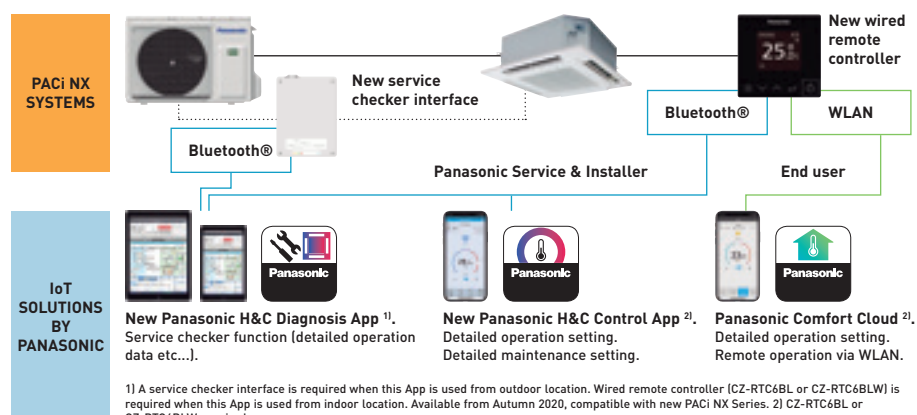 PACi NX
SYSTEMS
Panasonic
New service
checker interface
Panasonic
25
New wired
remote
controller
Bluetooth®
Bluetooth®
WLAN
Panasonic Service & Installer
End user
IoT
SOLUTIONS
BY
PANASONIC
Panasonic
Panasonic
Panasonic
New Panasonic H&C Diagnosis App 1).
Service checker function (detailed operation
data etc...).
New Panasonic H&C Control App 2).
Detailed operation setting.
Detailed maintenance setting.
Panasonic Comfort Cloud 2).
Detailed operation setting.
Remote operation via WLAN.
1) A service checker interface is required when this App is used from outdoor location. Wired remote controller (CZ-RTC6BL or CZ-RTC6BLW) is
required when this App is used from indoor location. Available from Autumn 2020, compatible with new PACi NX Series. 2) CZ-RTC6BL or